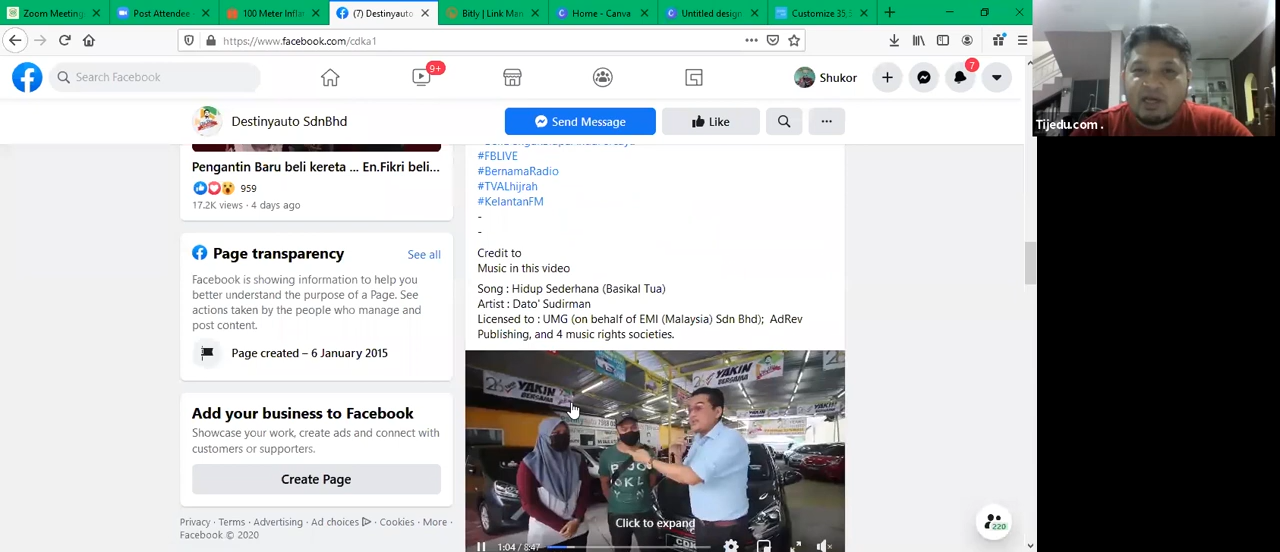 Zoom Meeting
Post Attendee -
100 Meter Infla
(7) Destinyauto
Bitly | Link Man
Home - Canva
Untitled design
Customize 35,
https://www.facebook.com/cdka1
Search Facebook
9+
Shukor
7
Destinyauto SdnBhd
Send Message
Like
Tijedu.com .
Pengantin Baru beli kereta ... En.Fikri beli...
959
17.2K views · 4 days ago
Page transparency
See all
Facebook is showing information to help you
better understand the purpose of a Page. See
actions taken by the people who manage and
post content.
Page created – 6 January 2015
Add your business to Facebook
Showcase your work, create ads and connect with
customers or supporters.
Create Page
Privacy · Terms · Advertising · Ad choices · Cookies · More ·
Facebook © 2020
#FBLIVE
#BernamaRadio
#TVALhijrah
#KelantanFM
-
-
Credit to
Music in this video
Song : Hidup Sederhana (Basikal Tua)
Artist : Dato' Sudirman
Licensed to : UMG (on behalf of EMI (Malaysia) Sdn Bhd); AdRev
Publishing, and 4 music rights societies.
YAKIN
BERSAMA
YAKIN
BERSAMA
Click to expand
1:04 / 8:47
220